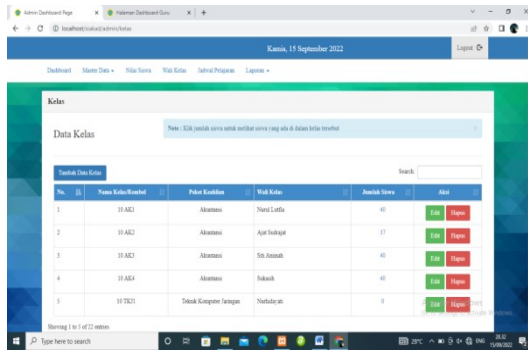 Admin Dashboard Page
Halaman Dashboard Guru
localhost/siakad/admin/kelas
Kamis, 15 September 2022
Logout
Dashboard Master Data Nilai Siswa Wali Kelas Jadwal Pelajaran Laporan
Kelas
Data Kelas
Note : Klik jumlah siswa untuk melihat siswa yang ada di dalam kelas tersebut
Tambah Data Kelas
Search:
No. Nama Kelas/Rombel Paket Keahlian Wali Kelas Jumlah Siswa Aksi
1 10 AK1 Akuntansi Nurul Lutfia 40 Edit Hapus
2 10 AK2 Akuntansi Ajat Sudrajat 37 Edit Hapus
3 10 AK3 Akuntansi Siti Aminah 40 Edit Hapus
4 10 AK4 Akuntansi Sukasih 40 Edit Hapus
5 10 TKJ1 Teknik Komputer Jaringan Nurhidayati 0 Edit Hapus
Showing 1 to 5 of 22 entries
Type here to search
28°C
ENG
20.32
15/09/2022